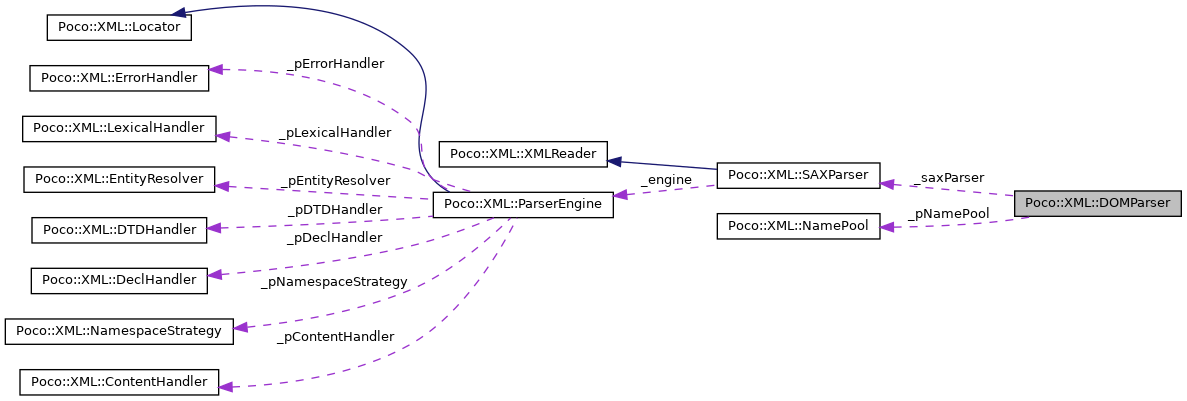 Poco::XML::Locator
_pErrorHandler
Poco::XML::ErrorHandler
Poco::XML::LexicalHandler
_pLexicalHandler
Poco::XML::XMLReader
Poco::XML::EntityResolver
_pEntityResolver
_engine
Poco::XML::SAXParser
_saxParser
Poco::XML::ParserEngine
Poco::XML::DOMParser
_pDTDHandler
_pNamePool
Poco::XML::DTDHandler
Poco::XML::NamePool
_pDeclHandler
Poco::XML::DeclHandler
_pNamespaceStrategy
Poco::XML::NamespaceStrategy
_pContentHandler
Poco::XML::ContentHandler